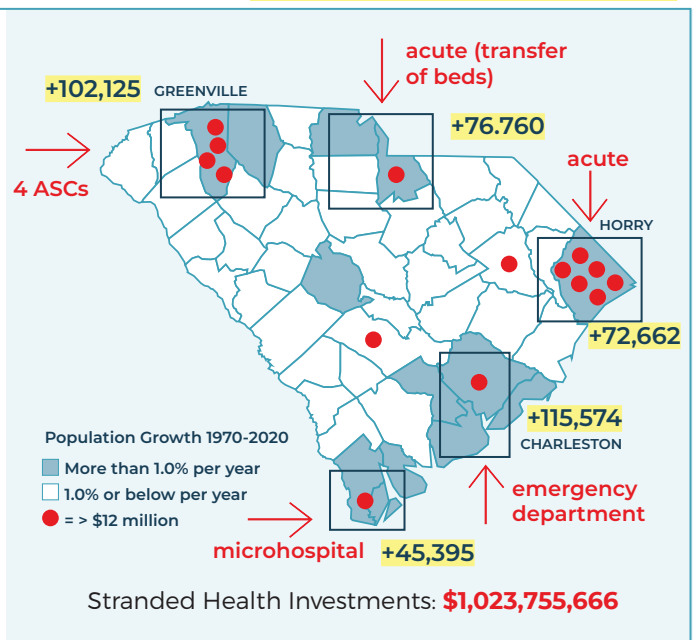 acute (transfer
of beds)
+102,125 GREENVILLE
+76.760
acute
4 ASCs
HORRY
+72,662
+115,574
CHARLESTON
Population Growth 1970-2020
More than 1.0% per year
1.0% or below per year
= > $12 million
emergency
department
microhospital +45,395
Stranded Health Investments: $1,023,755,666